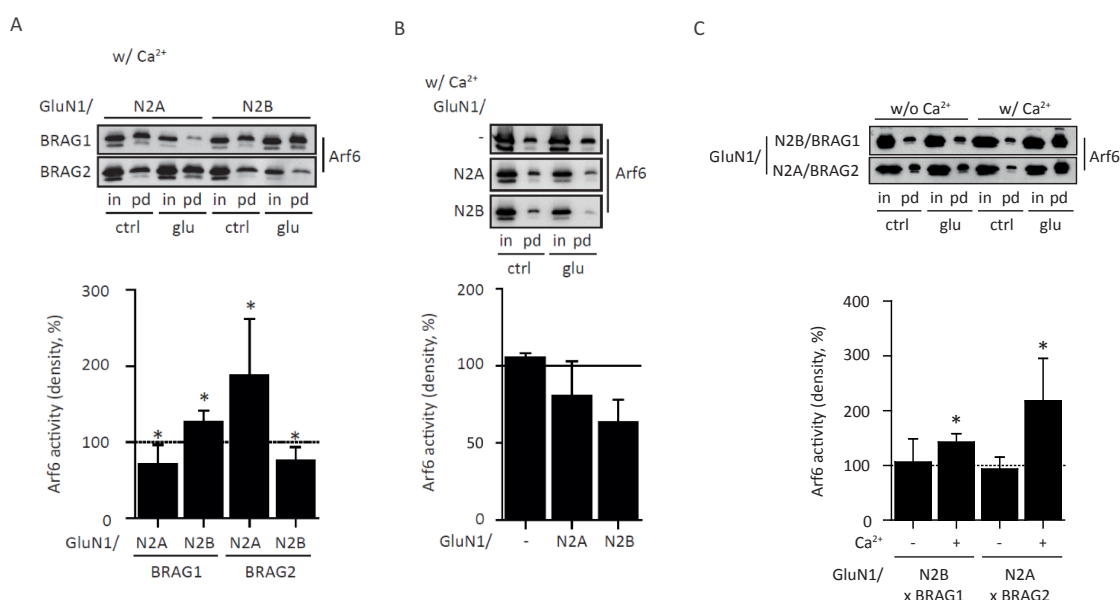 A
w/ Ca²⁺
GluN1/ N2A N2B
BRAG1
BRAG2
Arf6
in pd in pd in pd in pd
ctrl glu ctrl glu
300
200
100
0
Arf6 activity (density, %)
* * * *
GluN1/ N2A N2B N2A N2B
BRAG1 BRAG2
B
w/ Ca²⁺
GluN1/
-
N2A
N2B
Arf6
in pd in pd
ctrl glu
200
100
50
0
Arf6 activity (density, %)
GluN1/ - N2A N2B
C
w/o Ca²⁺ w/ Ca²⁺
GluN1/
N2B/BRAG1
N2A/BRAG2
Arf6
in pd in pd in pd in pd
ctrl glu ctrl glu
400
300
200
100
0
Arf6 activity (density, %)
* *
Ca²⁺ - + - +
GluN1/ N2B N2A
x BRAG1 x BRAG2